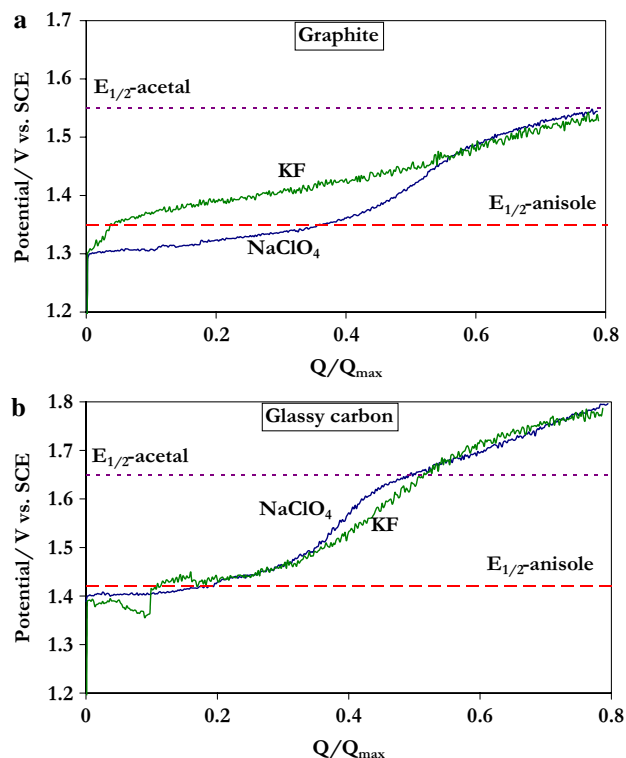 a
Graphite
1.7
1.6
1.5
1.4
1.3
1.2
Potential/ V vs. SCE
E1/2-acetal
KF
E1/2-anisole
NaClO4
0
0.2
0.4
0.6
0.8
Q/Qmax
b
Glassy carbon
1.8
1.7
1.6
1.5
1.4
1.3
1.2
Potential/ V vs. SCE
E1/2-acetal
NaClO4
KF
E1/2-anisole
0
0.2
0.4
0.6
0.8
Q/Qmax